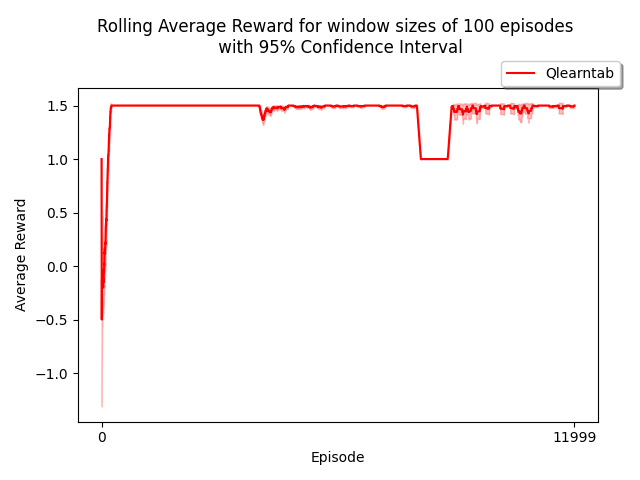 Rolling Average Reward for window sizes of 100 episodes
with 95% Confidence Interval
Qlearntab
1.5
1.0
0.5
0.0
−0.5
−1.0
Average Reward
0
11999
Episode